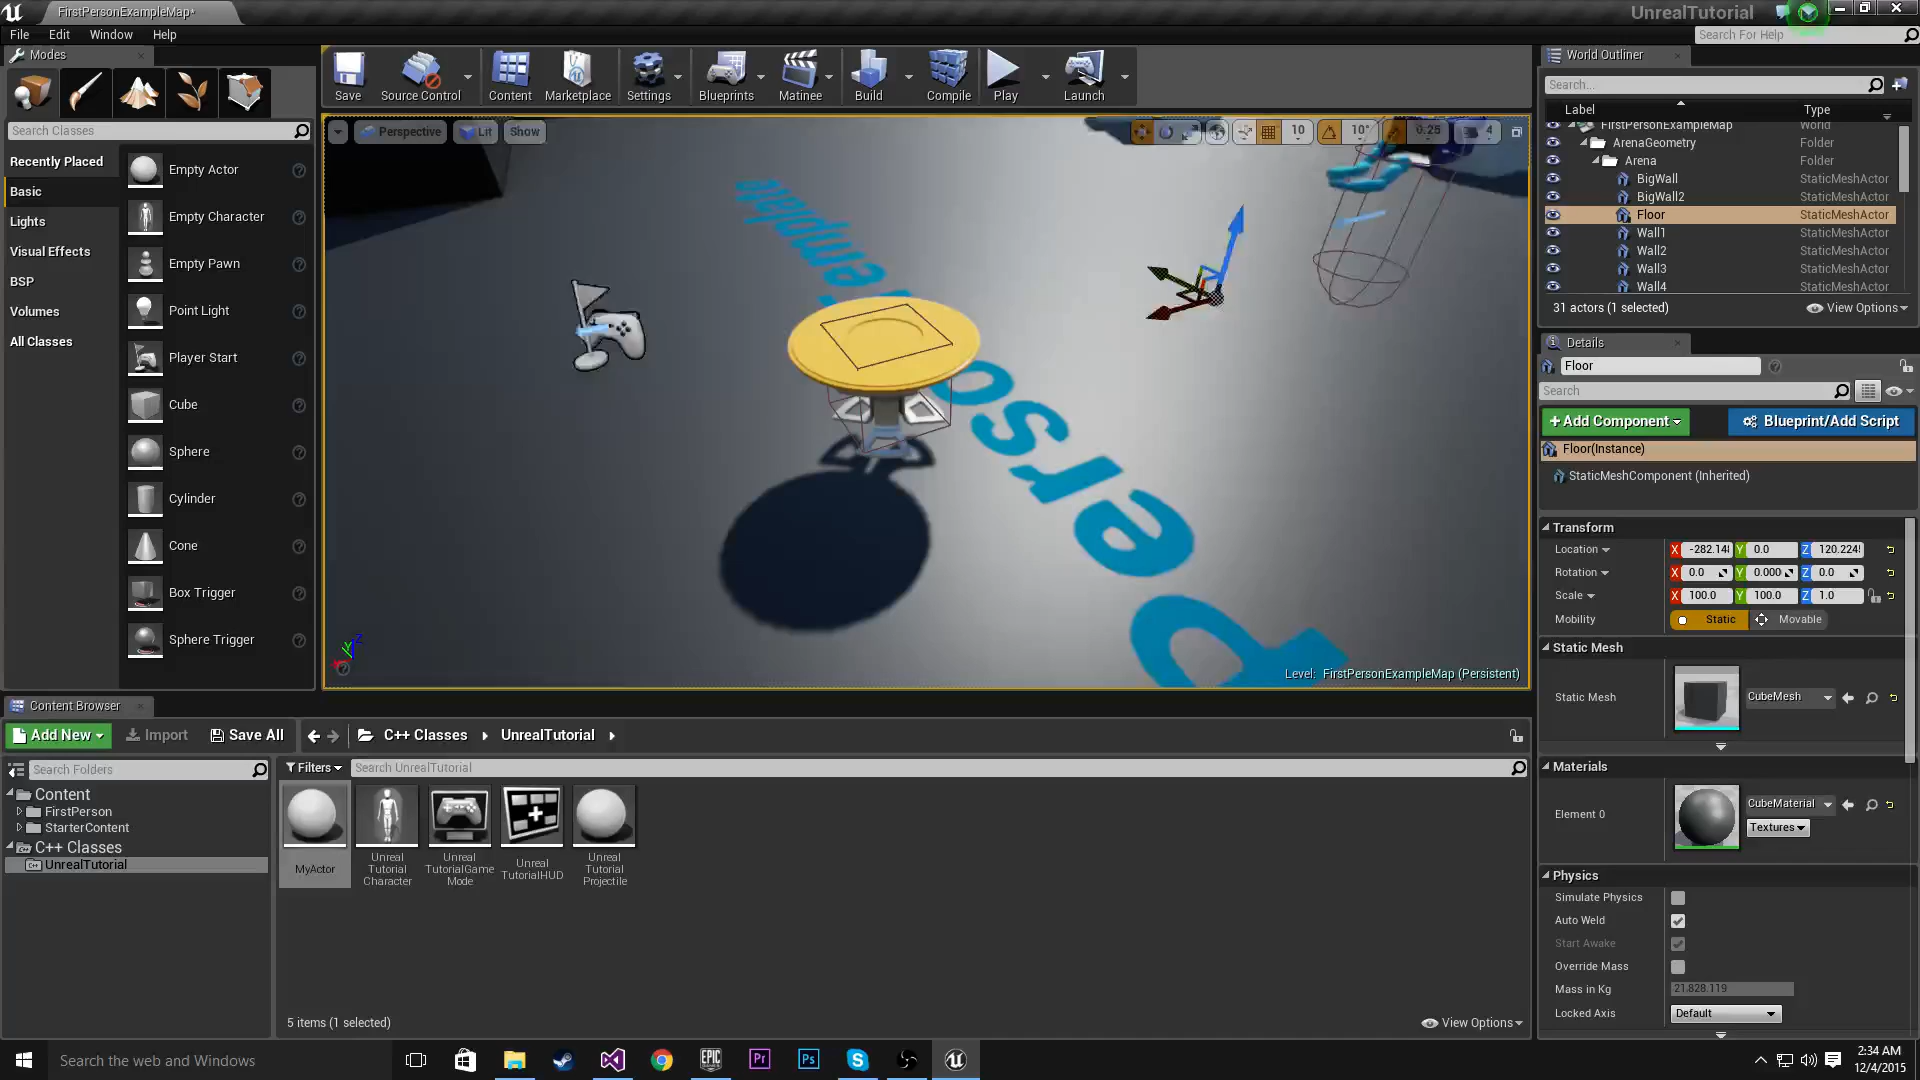 FirstPersonExampleMap*
UnrealTutorial
File Edit Window Help
Search For Help
Modes
Search Classes
Recently Placed
Basic
Lights
Visual Effects
BSP
Volumes
All Classes
Empty Actor
Empty Character
Empty Pawn
Point Light
Player Start
Cube
Sphere
Cylinder
Cone
Box Trigger
Sphere Trigger
Save
Source Control
Content
Marketplace
Settings
Blueprints
Matinee
Build
Compile
Play
Launch
Perspective Lit Show
10 10° 0.25 4
Level: FirstPersonExampleMap (Persistent)
World Outliner
Search...
Label Type
FirstPersonExampleMap World
ArenaGeometry Folder
Arena Folder
BigWall StaticMeshActor
BigWall2 StaticMeshActor
Floor StaticMeshActor
Wall1 StaticMeshActor
Wall2 StaticMeshActor
Wall3 StaticMeshActor
Wall4 StaticMeshActor
31 actors (1 selected) View Options
Details
Floor
Search
+Add Component Blueprint/Add Script
Floor(Instance)
StaticMeshComponent (Inherited)
Transform
Location X -282.14 Y 0.0 Z 120.224
Rotation X 0.0 Y 0.000 Z 0.0
Scale X 100.0 Y 100.0 Z 1.0
Mobility Static Movable
Static Mesh
Static Mesh CubeMesh
Materials
Element 0 CubeMaterial
Textures
Physics
Simulate Physics
Auto Weld
Start Awake
Override Mass
Mass in Kg 21,828.119
Locked Axis Default
Content Browser
Add New Import Save All C++ Classes UnrealTutorial
Search Folders
Content
FirstPerson
StarterContent
C++ Classes
UnrealTutorial
Filters Search UnrealTutorial
MyActor
Unreal
Tutorial
Character
Unreal
TutorialGame
Mode
Unreal
TutorialHUD
Unreal
Tutorial
Projectile
5 items (1 selected) View Options
Search the web and Windows
EPIC
Pr
Ps
2:34 AM
12/4/2015